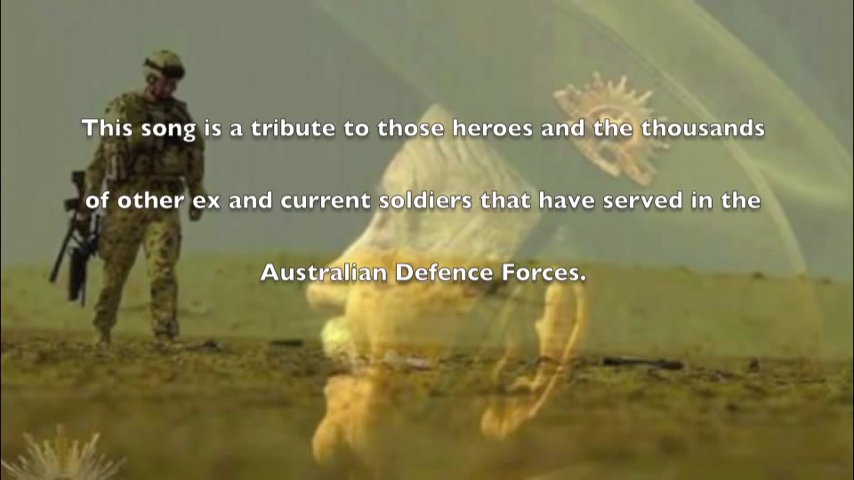 This song is a tribute to those heroes and the thousands
of other ex and current soldiers that have served in the
Australian Defence Forces.